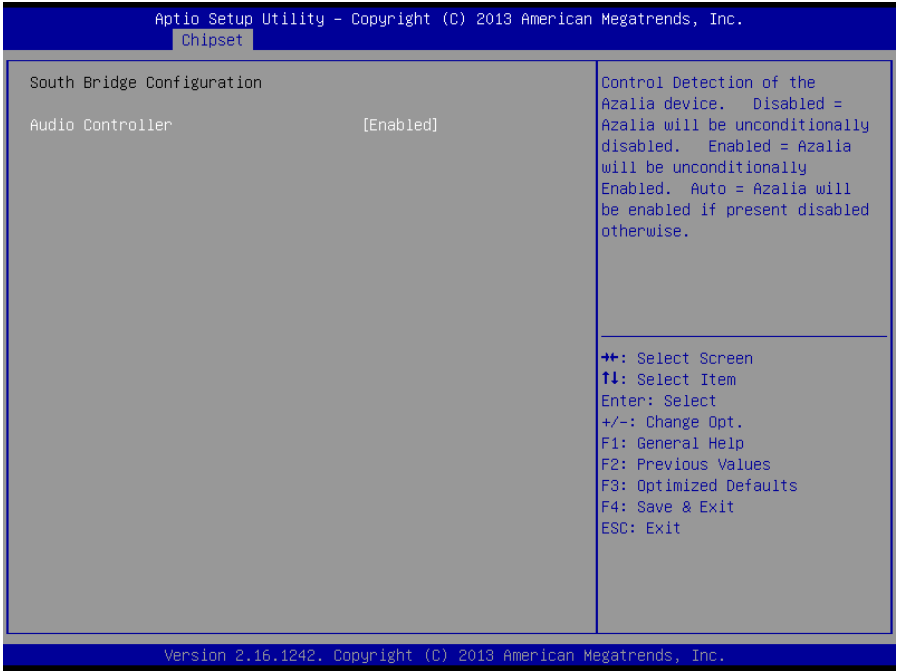 Aptio Setup Utility – Copyright (C) 2013 American Megatrends, Inc.
Chipset
South Bridge Configuration
Audio Controller [Enabled]
Control Detection of the
Azalia device. Disabled =
Azalia will be unconditionally
disabled. Enabled = Azalia
will be unconditionally
Enabled. Auto = Azalia will
be enabled if present disabled
otherwise.
→←: Select Screen
↑↓: Select Item
Enter: Select
+/-: Change Opt.
F1: General Help
F2: Previous Values
F3: Optimized Defaults
F4: Save & Exit
ESC: Exit
Version 2.16.1242. Copyright (C) 2013 American Megatrends, Inc.